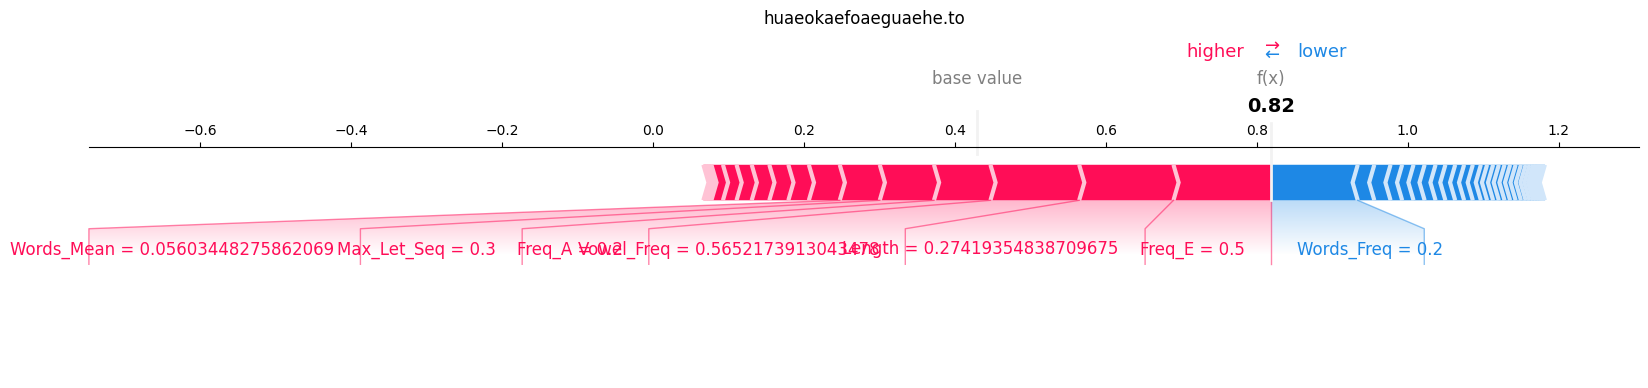 huaeokaefoaeguaehe.to
higher ⇄ lower
base value f(x)
0.82
−0.6 −0.4 −0.2 0.0 0.2 0.4 0.6 0.8 1.0 1.2
Words_Mean = 0.05603448275862069 Max_Let_Seq = 0.3 Freq_A = 0.2 Vowel_Freq = 0.5652173913043478 Length = 0.27419354838709675 Freq_E = 0.5 Words_Freq = 0.2